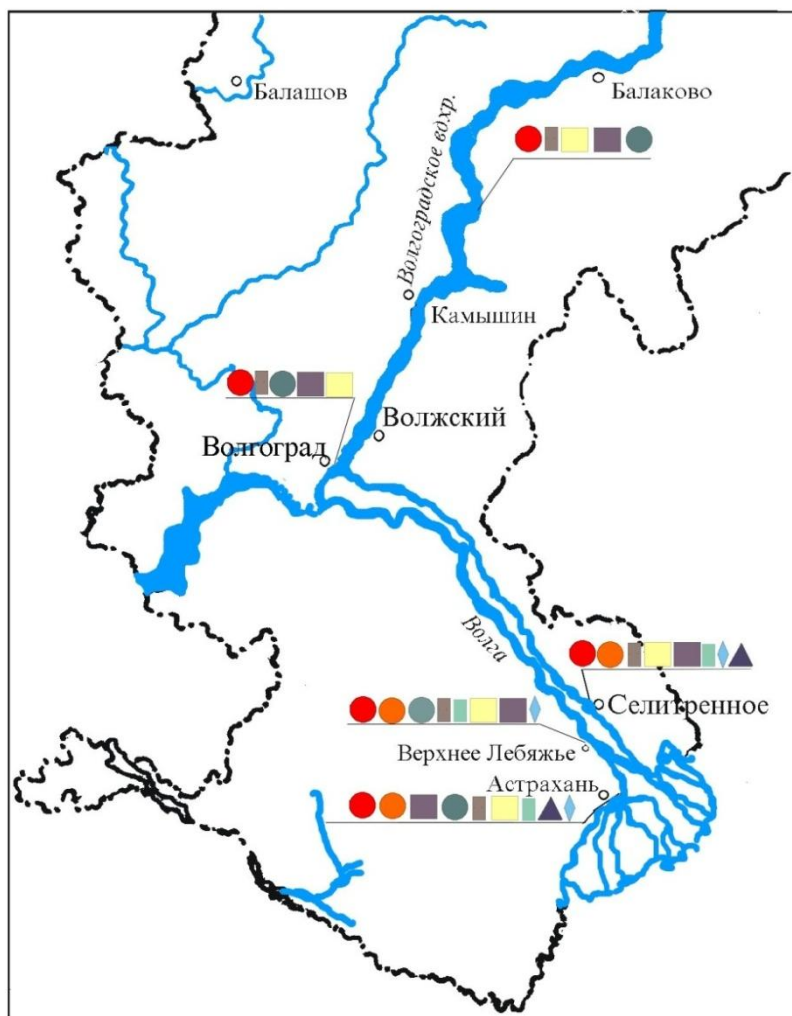 Балашов
Балаково
Волгоградское вдхр.
Камышин
Волжский
Волгоград
Волга
Селитренное
Верхнее Лебяжье
Астрахань